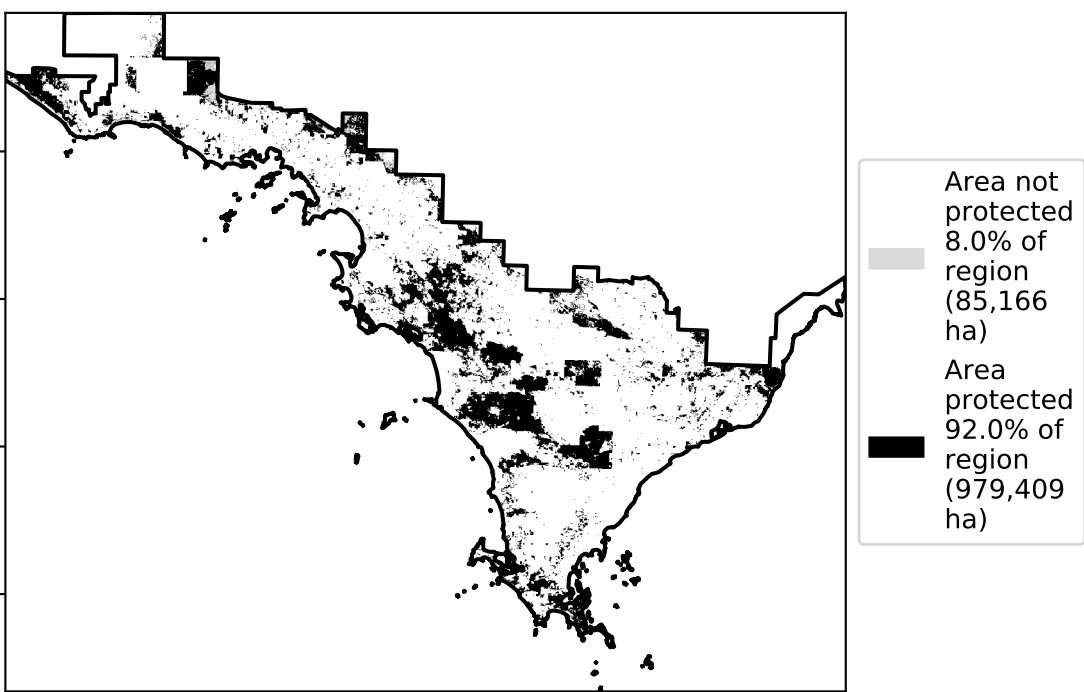 Area not
protected
8.0% of
region
(85,166
ha)
Area
protected
92.0% of
region
(979,409
ha)